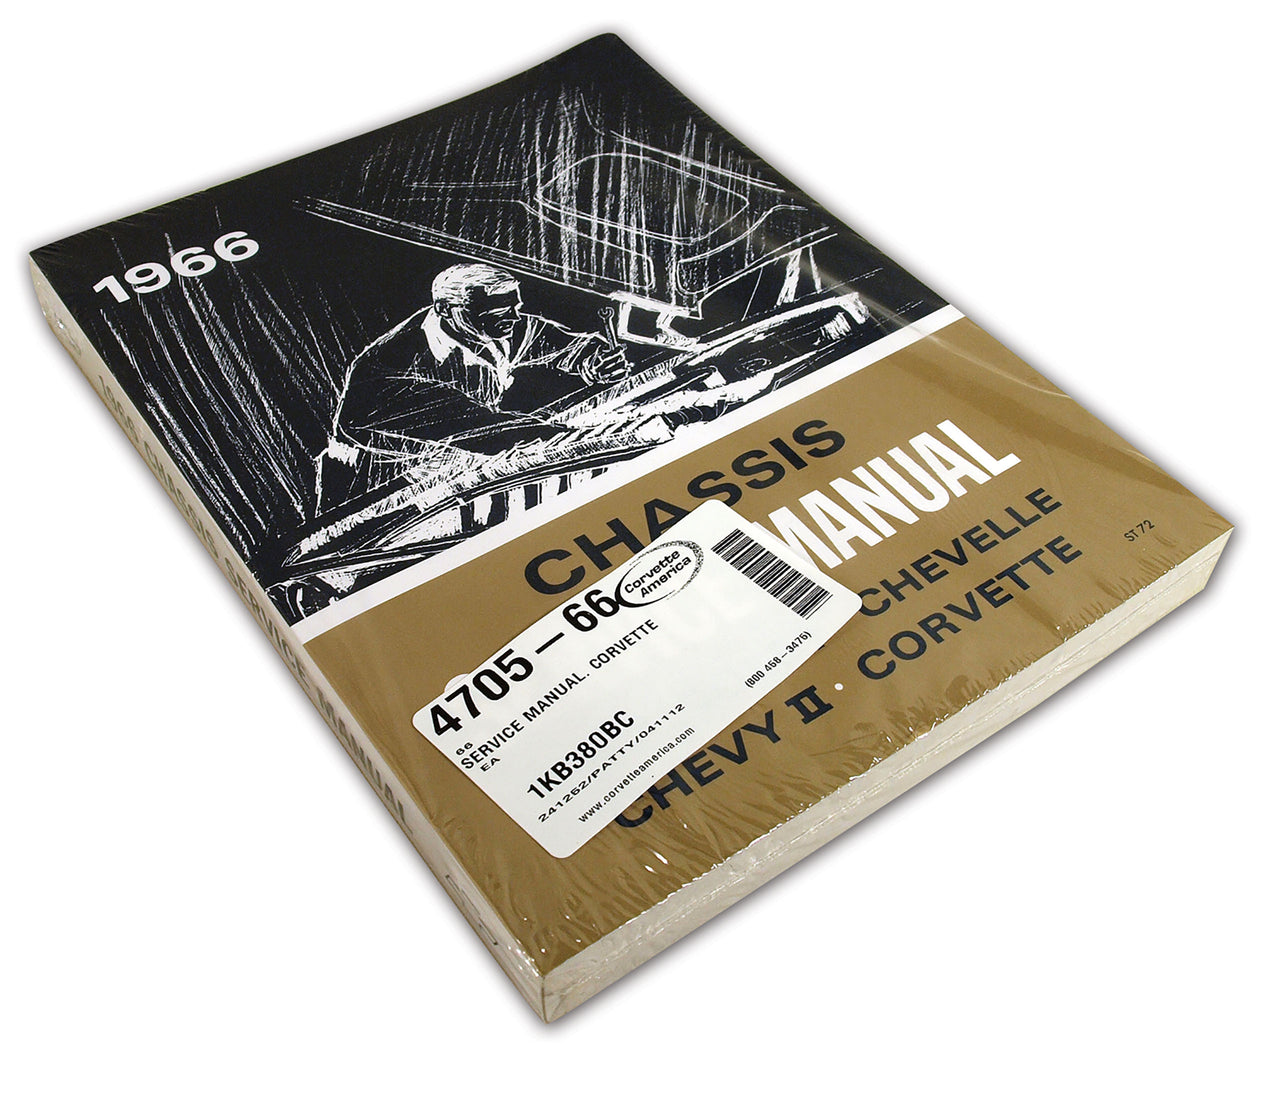 1966
CHASSIS
MANUAL
CHEVELLE
CHEVY II · CORVETTE
ST 72
1966 CHASSIS SERVICE MANUAL
4705–66
Corvette
America
66
SERVICE MANUAL. CORVETTE
EA
1KB380BC
(800 458–3475)
241252/PATTY/041112
www.corvetteamerica.com